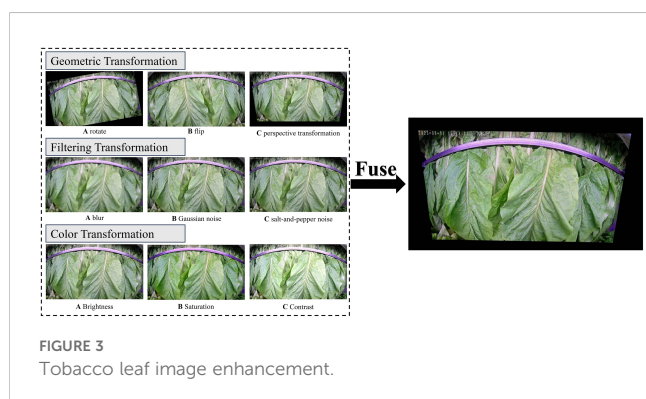 Geometric Transformation
A rotate
B flip
C perspective transformation
Filtering Transformation
A blur
B Gaussian noise
C salt-and-pepper noise
Color Transformation
A Brightness
B Saturation
C Contrast
Fuse
FIGURE 3
Tobacco leaf image enhancement.